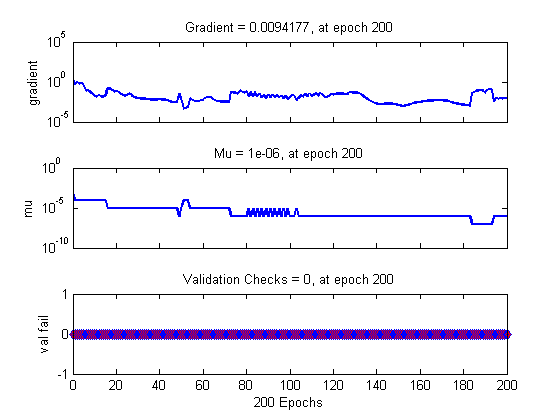 Gradient = 0.0094177, at epoch 200
10^5
10^0
10^-5
gradient
Mu = 1e-06, at epoch 200
10^0
10^-5
10^-10
mu
Validation Checks = 0, at epoch 200
1
0
-1
val fail
0 20 40 60 80 100 120 140 160 180 200
200 Epochs